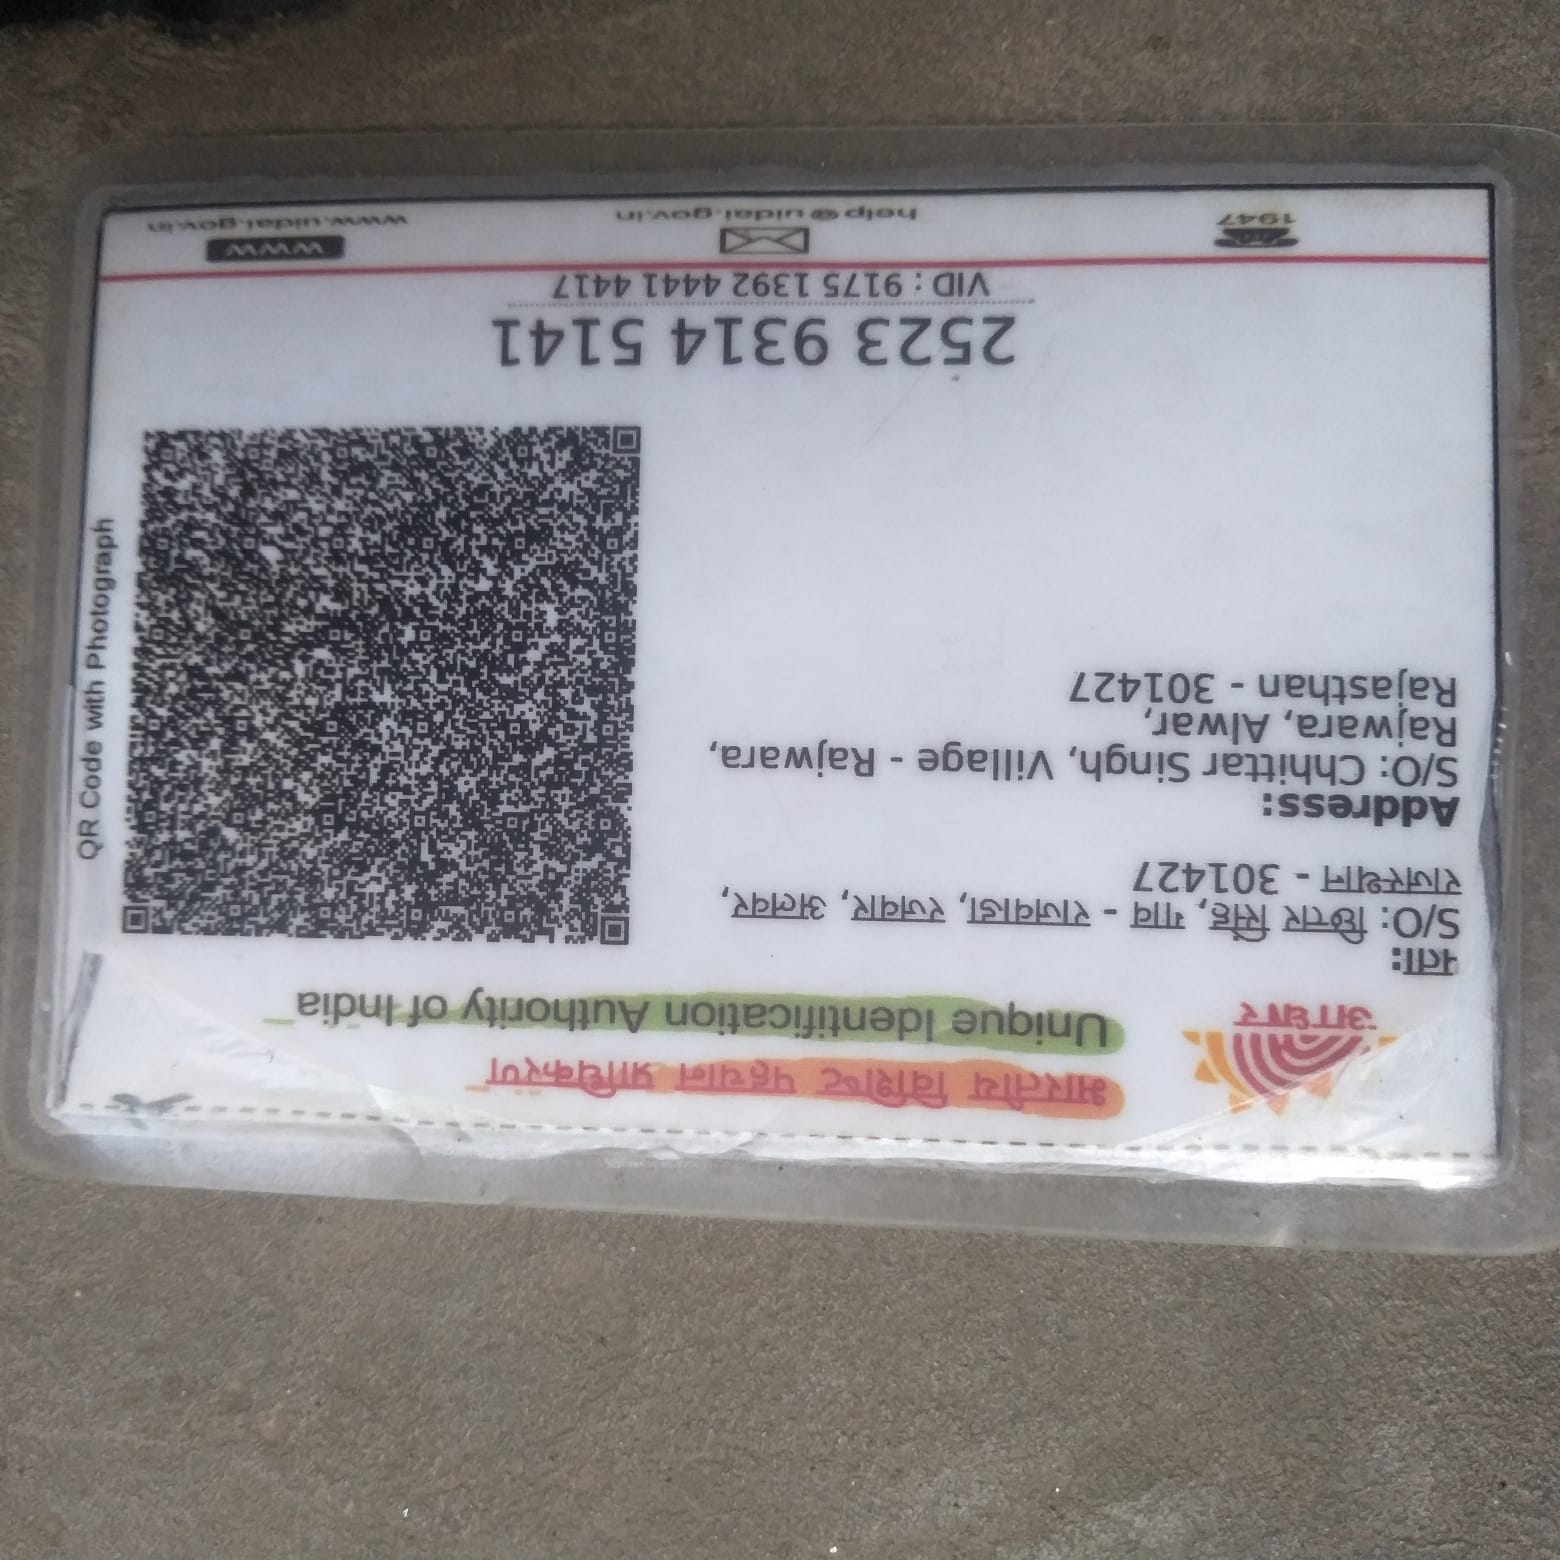 भारतीय विशिष्ट पहचान प्राधिकरण
Unique Identification Authority of India
आधार
पता:
S/O: छित्तर सिंह, गाव - राजवाडा, रजवार, अलवर,
राजस्थान - 301427
Address:
S/O: Chhittar Singh, Village - Rajwara,
Rajwara, Alwar,
Rajasthan - 301427
QR Code with Photograph
2523 9314 5141
VID : 9175 1392 4441 4417
1947
help@uidai.gov.in
WWW
www.uidai.gov.in